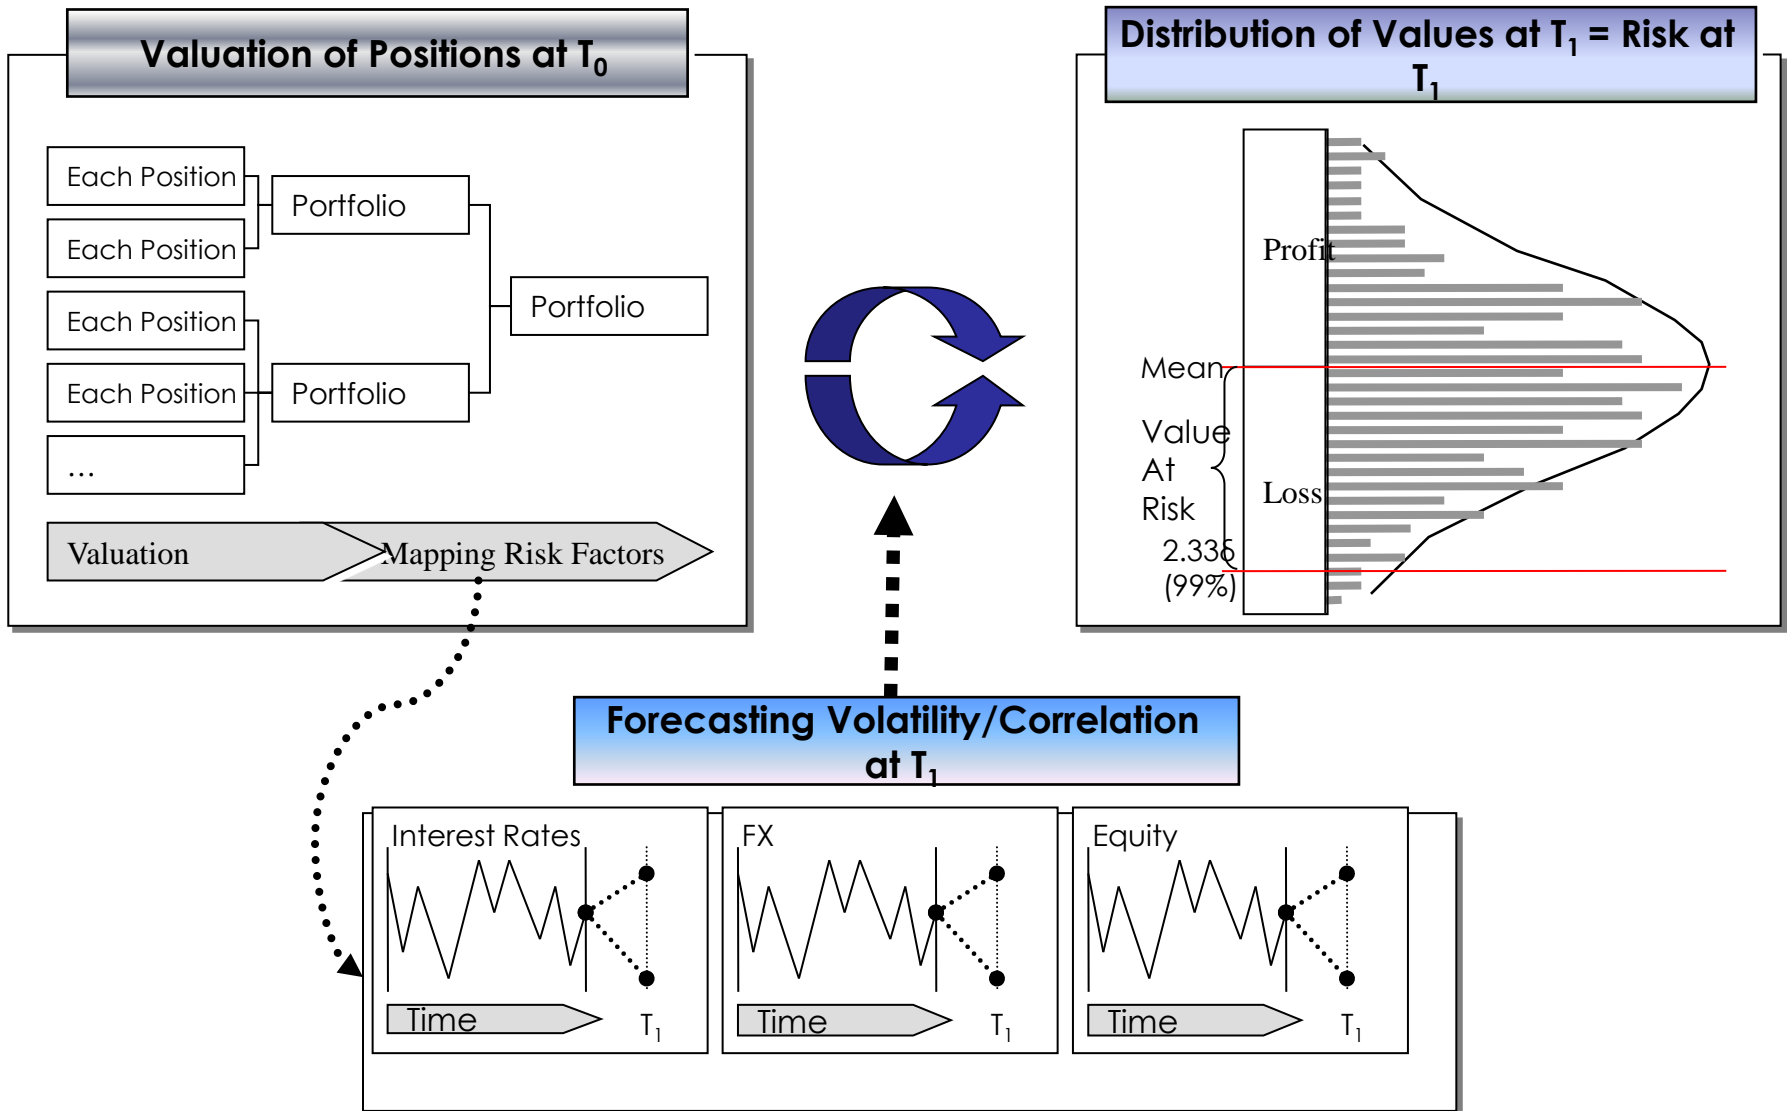 Valuation of Positions at T₀
Each Position
Each Position
Each Position
Each Position
...
Portfolio
Portfolio
Portfolio
Valuation
Mapping Risk Factors
Distribution of Values at T₁ = Risk at
T₁
Profit
Mean
Value
At
Risk
Loss
2.33δ
(99%)
Forecasting Volatility/Correlation
at T₁
Interest Rates
Time
T₁
FX
Time
T₁
Equity
Time
T₁